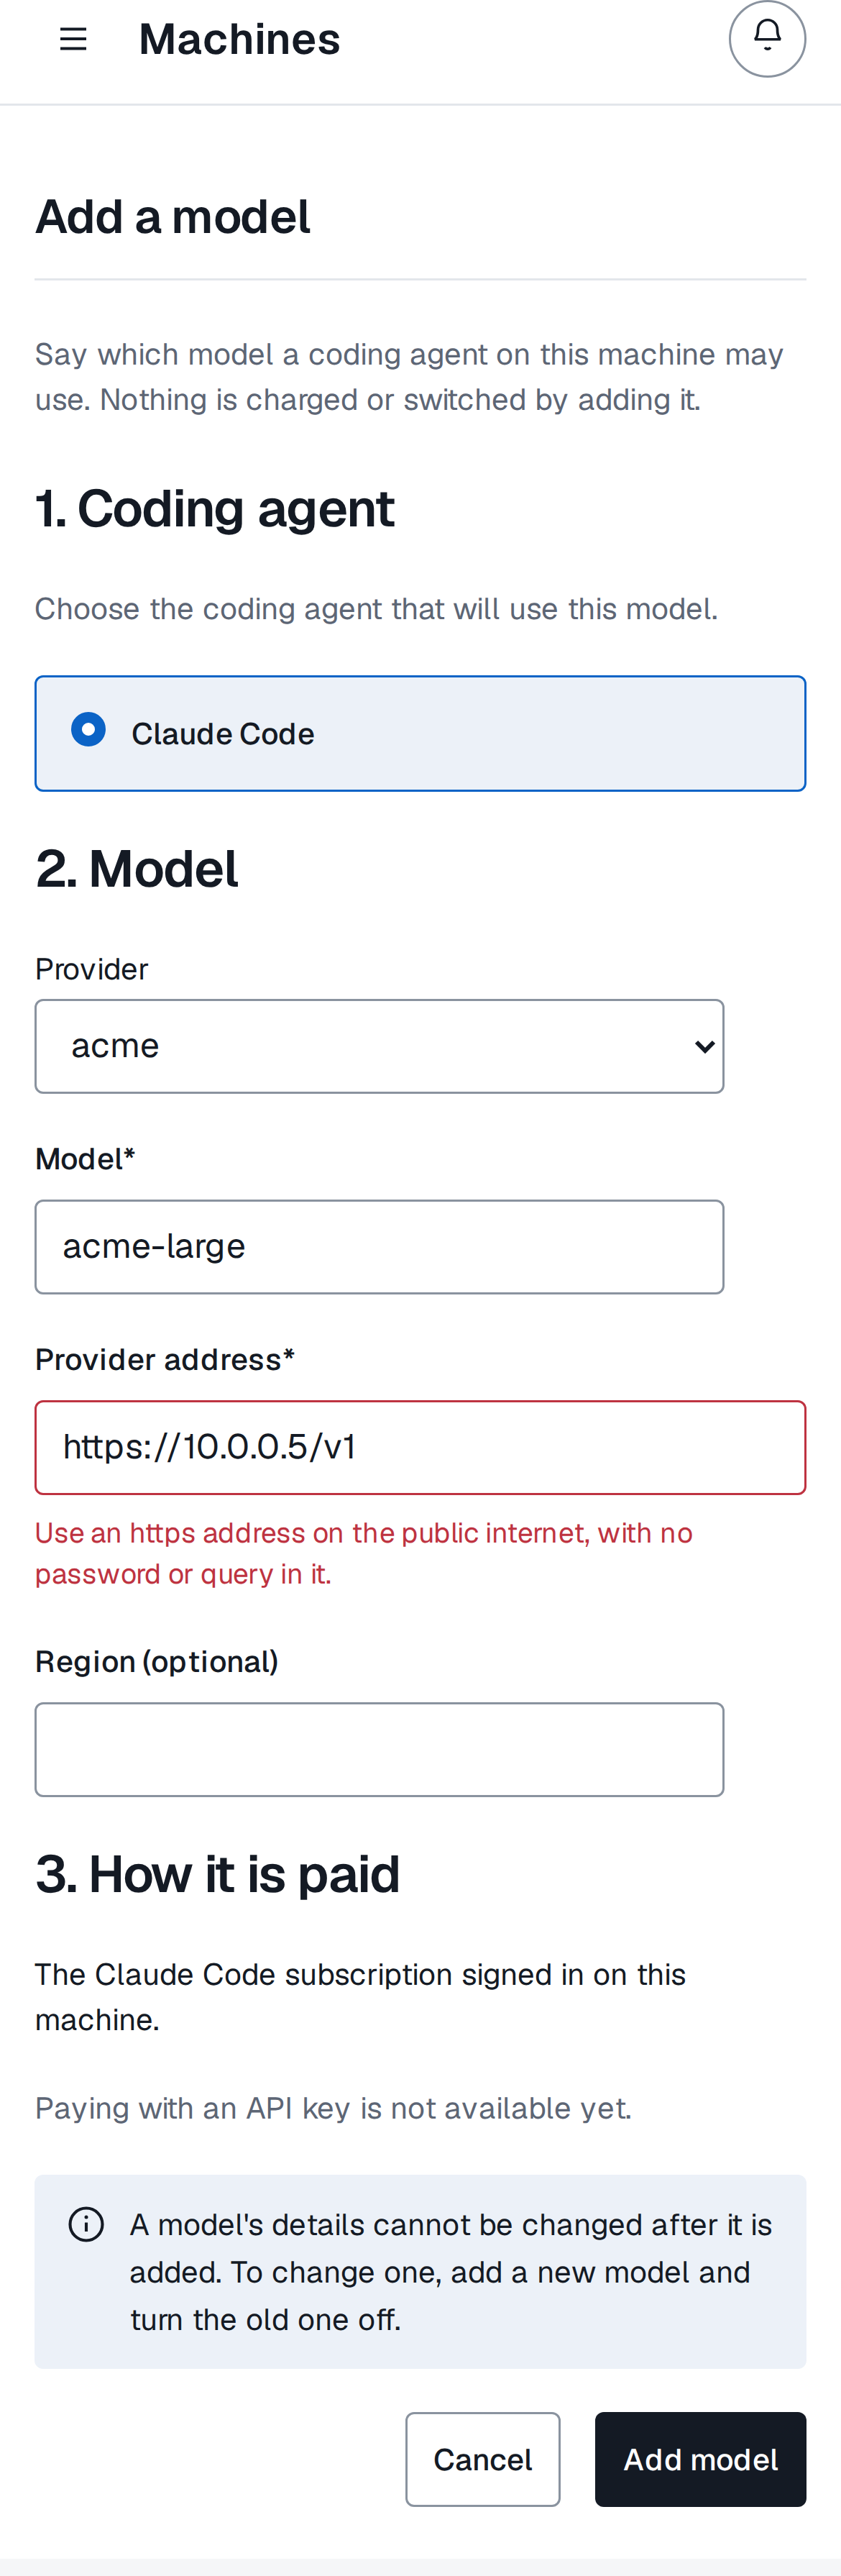 Machines
Add a model
Say which model a coding agent on this machine may
use. Nothing is charged or switched by adding it.
1. Coding agent
Choose the coding agent that will use this model.
Claude Code
2. Model
Provider
acme
Model*
acme-large
Provider address*
https://10.0.0.5/v1
Use an https address on the public internet, with no
password or query in it.
Region (optional)
3. How it is paid
The Claude Code subscription signed in on this
machine.
Paying with an API key is not available yet.
A model's details cannot be changed after it is
added. To change one, add a new model and
turn the old one off.
Cancel
Add model